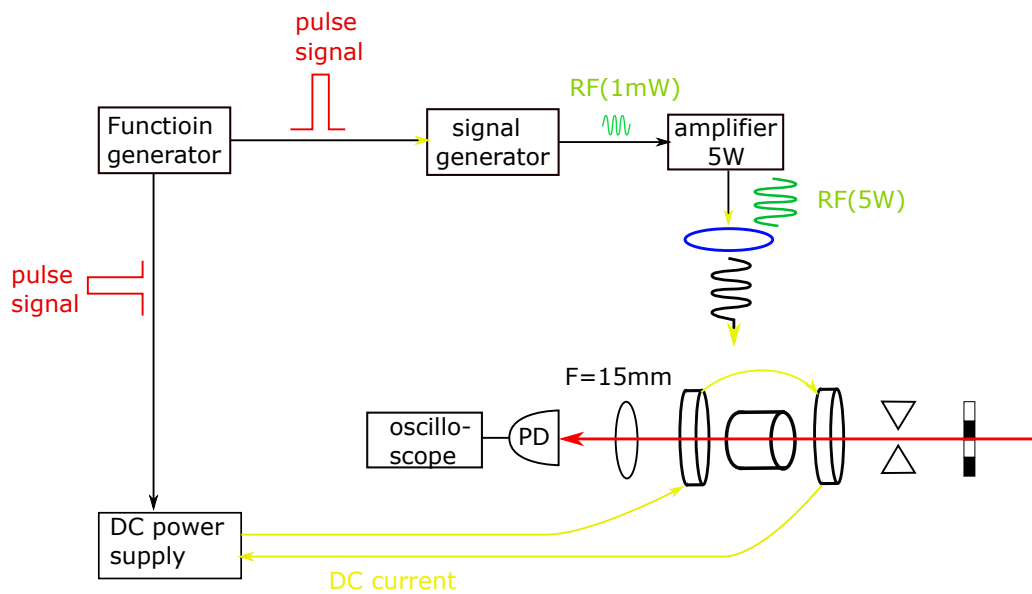 pulse
signal
RF(1mW)
Functioin
generator
signal
generator
amplifier
5W
RF(5W)
pulse
signal
F=15mm
oscillo-
scope
PD
DC power
supply
DC current